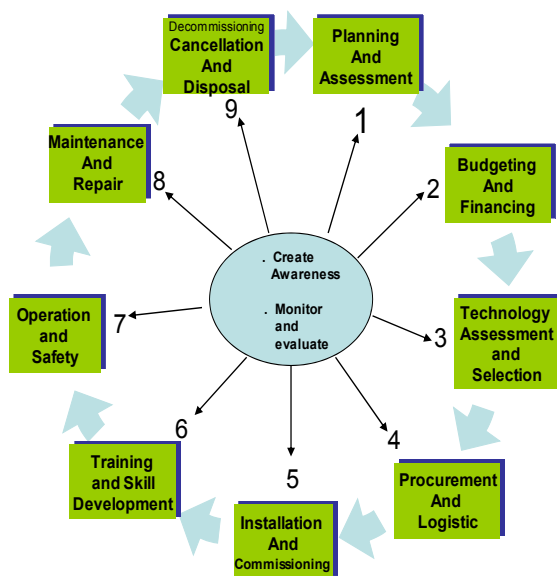 Decommissioning
Cancellation
And
Disposal
9
Planning
And
Assessment
1
Budgeting
And
Financing
2
Technology
Assessment
and
Selection
3
Procurement
And
Logistic
4
Installation
And
Commissioning
5
Training
and Skill
Development
6
Operation
and
Safety
7
Maintenance
And
Repair
8
. Create
Awareness
. Monitor
and
evaluate